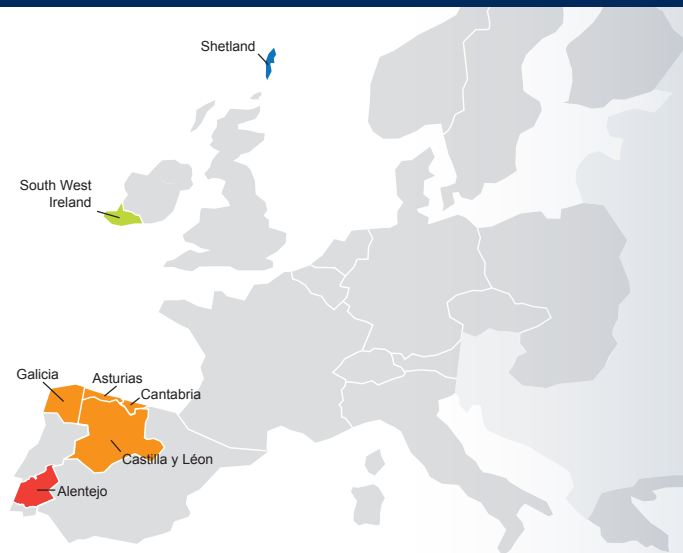 Shetland
South West
Ireland
Galicia
Asturias
Cantabria
Castilla y Léon
Alentejo